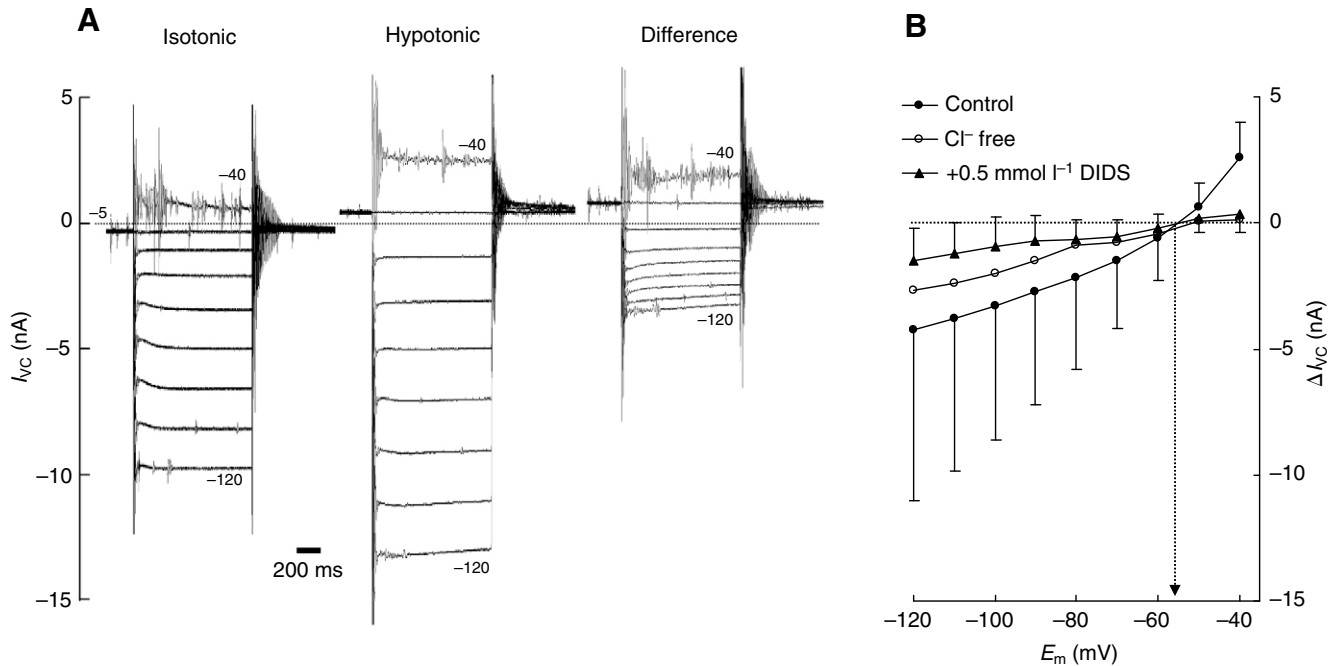 A
Isotonic
Hypotonic
Difference
5
0
−5
−10
−15
I_VC (nA)
−5
−40
−120
200 ms
−40
−120
−40
−120
B
Control
Cl⁻ free
+0.5 mmol l⁻¹ DIDS
5
0
−5
−10
−15
Δ I_VC (nA)
−120 −100 −80 −60 −40
E_m (mV)